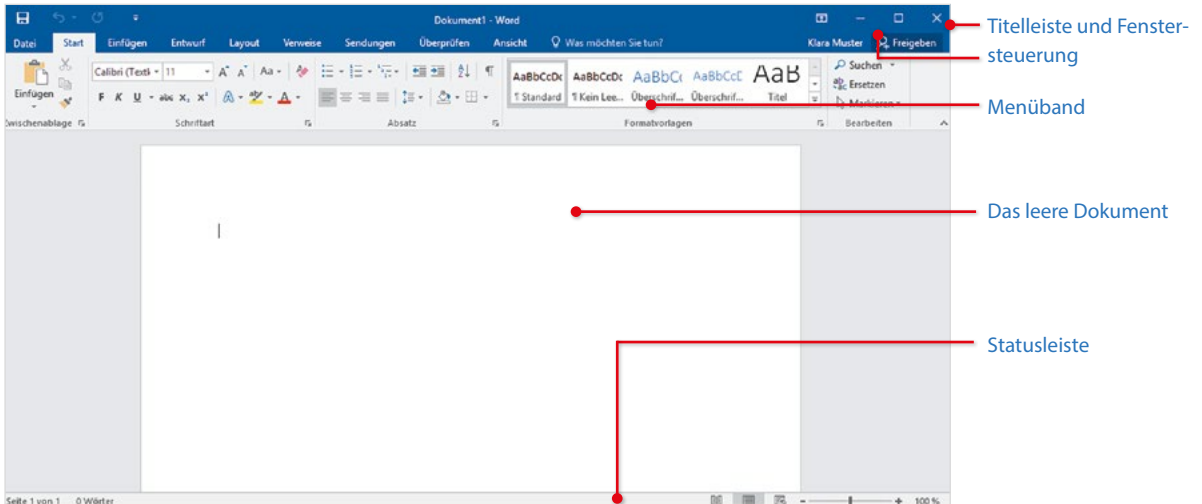 Dokument1 - Word
Datei Start Einfügen Entwurf Layout Verweise Sendungen Überprüfen Ansicht Was möchten Sie tun? Klara Muster Freigeben
Titelleiste und Fenster-
steuerung
Einfügen
Calibri (Textk 11 A A Aa
F K U abc x, x² A A
AaBbCcDc AaBbCcDc AaBbCc AaBbCcC AaB
¶ Standard ¶ Kein Lee... Überschrif... Überschrif... Titel
Suchen
Ersetzen
Markieren
Menüband
Zwischenablage Schriftart Absatz Formatvorlagen Bearbeiten
Das leere Dokument
Statusleiste
Seite 1 von 1 0 Wörter 100 %